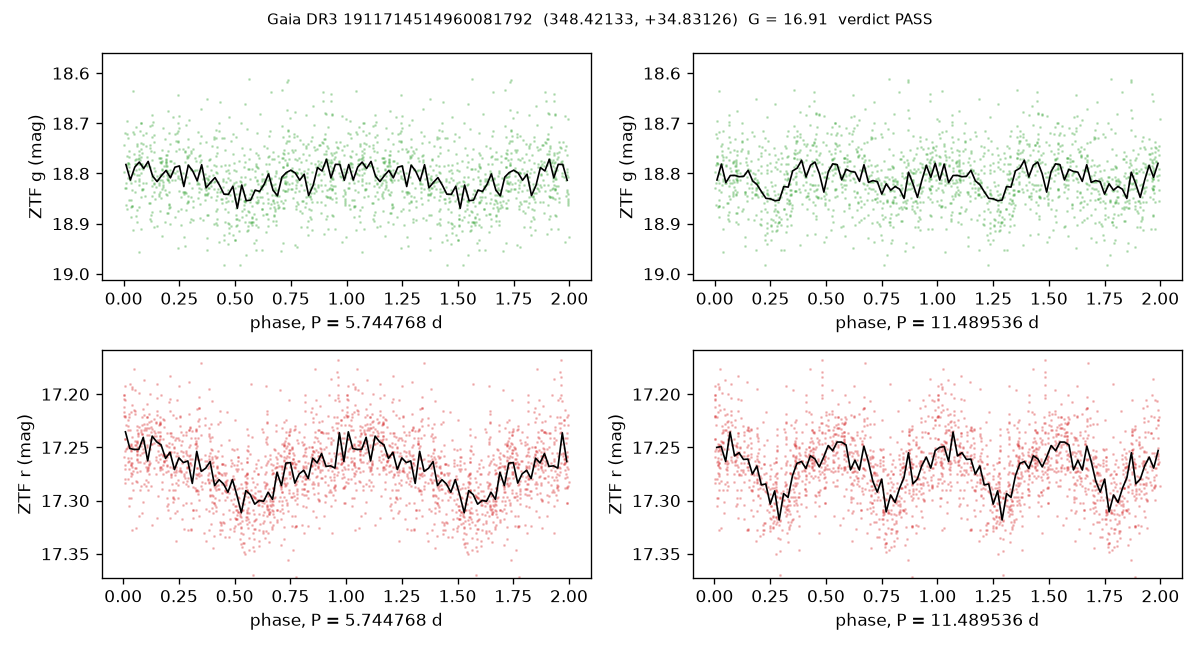 Gaia DR3 1911714514960081792  (348.42133, +34.83126)  G = 16.91  verdict PASS
ZTF g (mag)
18.6
18.7
18.8
18.9
19.0
0.00 0.25 0.50 0.75 1.00 1.25 1.50 1.75 2.00
phase, P = 5.744768 d
ZTF g (mag)
18.6
18.7
18.8
18.9
19.0
0.00 0.25 0.50 0.75 1.00 1.25 1.50 1.75 2.00
phase, P = 11.489536 d
ZTF r (mag)
17.20
17.25
17.30
17.35
0.00 0.25 0.50 0.75 1.00 1.25 1.50 1.75 2.00
phase, P = 5.744768 d
ZTF r (mag)
17.20
17.25
17.30
17.35
0.00 0.25 0.50 0.75 1.00 1.25 1.50 1.75 2.00
phase, P = 11.489536 d